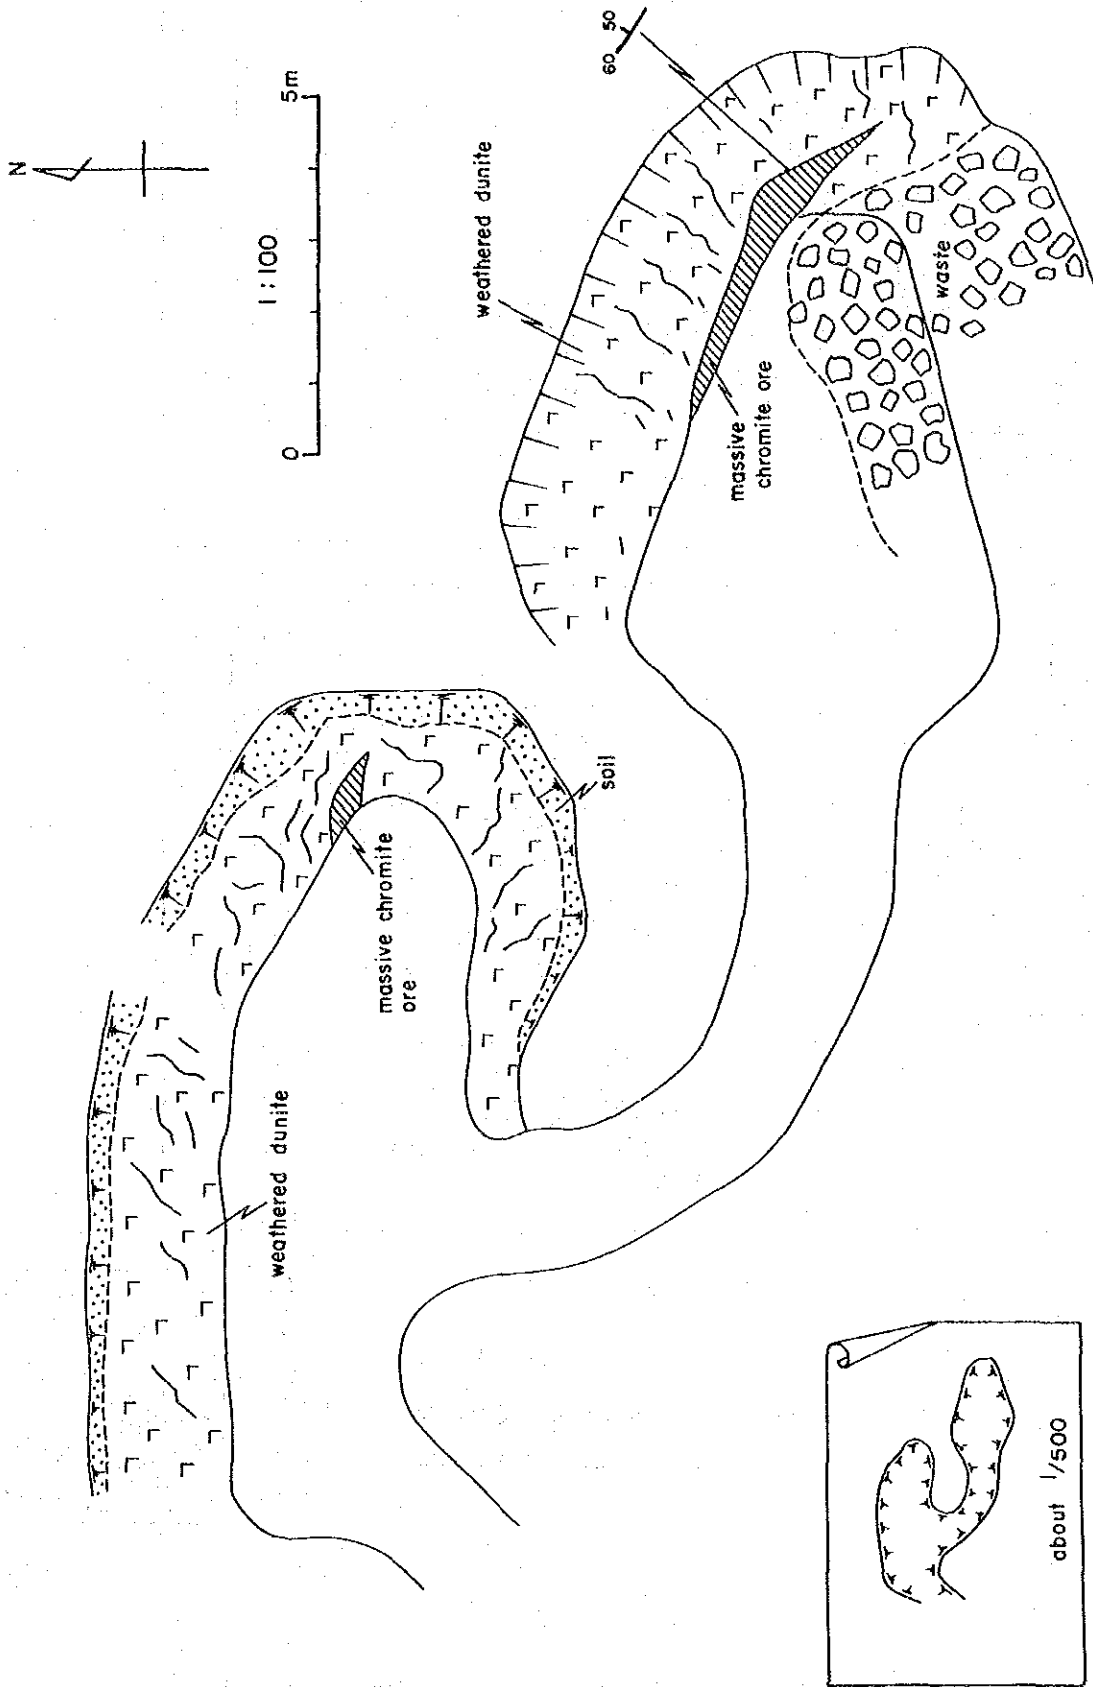 N
1 : 100
0
5m
60
50
weathered dunite
massive
chromite ore
waste
soil
massive chromite
ore
weathered dunite
about 1/500